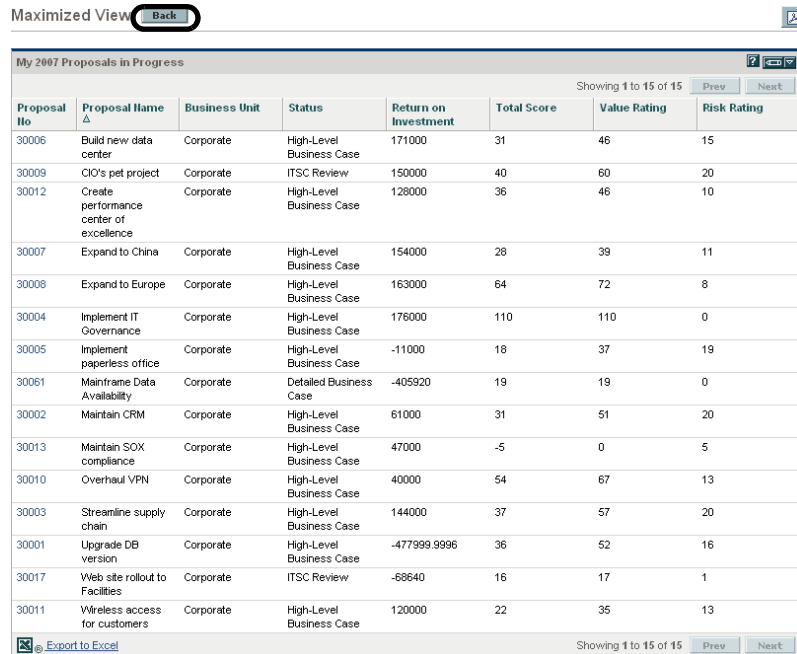 Maximized View Back
My 2007 Proposals in Progress ?
Showing 1 to 15 of 15 Prev Next
Proposal No Proposal Name Business Unit Status Return on Investment Total Score Value Rating Risk Rating
30006 Build new data center Corporate High-Level Business Case 171000 31 46 15
30009 CIO's pet project Corporate ITSC Review 150000 40 60 20
30012 Create performance center of excellence Corporate High-Level Business Case 128000 36 46 10
30007 Expand to China Corporate High-Level Business Case 154000 28 39 11
30008 Expand to Europe Corporate High-Level Business Case 163000 64 72 8
30004 Implement IT Governance Corporate High-Level Business Case 176000 110 110 0
30005 Implement paperless office Corporate High-Level Business Case -11000 18 37 19
30061 Mainframe Data Availability Corporate Detailed Business Case -405920 19 19 0
30002 Maintain CRM Corporate High-Level Business Case 61000 31 51 20
30013 Maintain SOX compliance Corporate High-Level Business Case 47000 -5 0 5
30010 Overhaul VPN Corporate High-Level Business Case 40000 54 67 13
30003 Streamline supply chain Corporate High-Level Business Case 144000 37 57 20
30001 Upgrade DB version Corporate High-Level Business Case -477999.9996 36 52 16
30017 Web site rollout to Facilities Corporate ITSC Review -68640 16 17 1
30011 Wireless access for customers Corporate High-Level Business Case 120000 22 35 13
® Export to Excel Showing 1 to 15 of 15 Prev Next